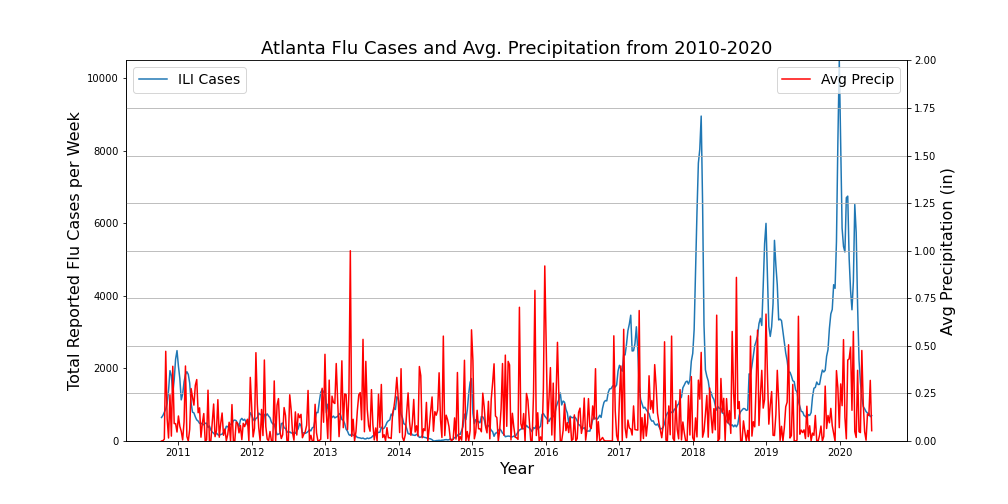 Atlanta Flu Cases and Avg. Precipitation from 2010-2020
ILI Cases
Avg Precip
Total Reported Flu Cases per Week
10000
8000
6000
4000
2000
0
2.00
1.75
1.50
1.25
1.00
0.75
0.50
0.25
0.00
Avg Precipitation (in)
2011 2012 2013 2014 2015 2016 2017 2018 2019 2020
Year